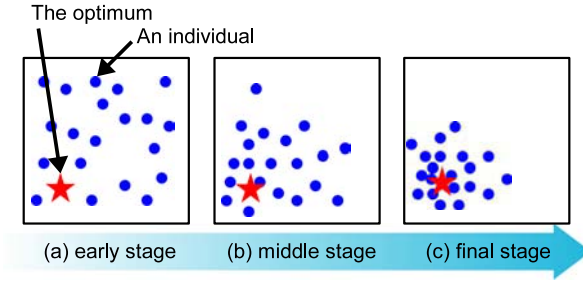 The optimum
An individual
(a) early stage
(b) middle stage
(c) final stage